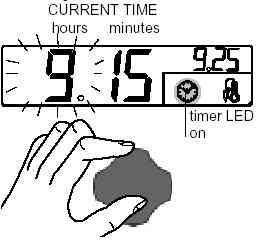 CURRENT TIME
hours minutes
9.15 9.25
timer LED
on